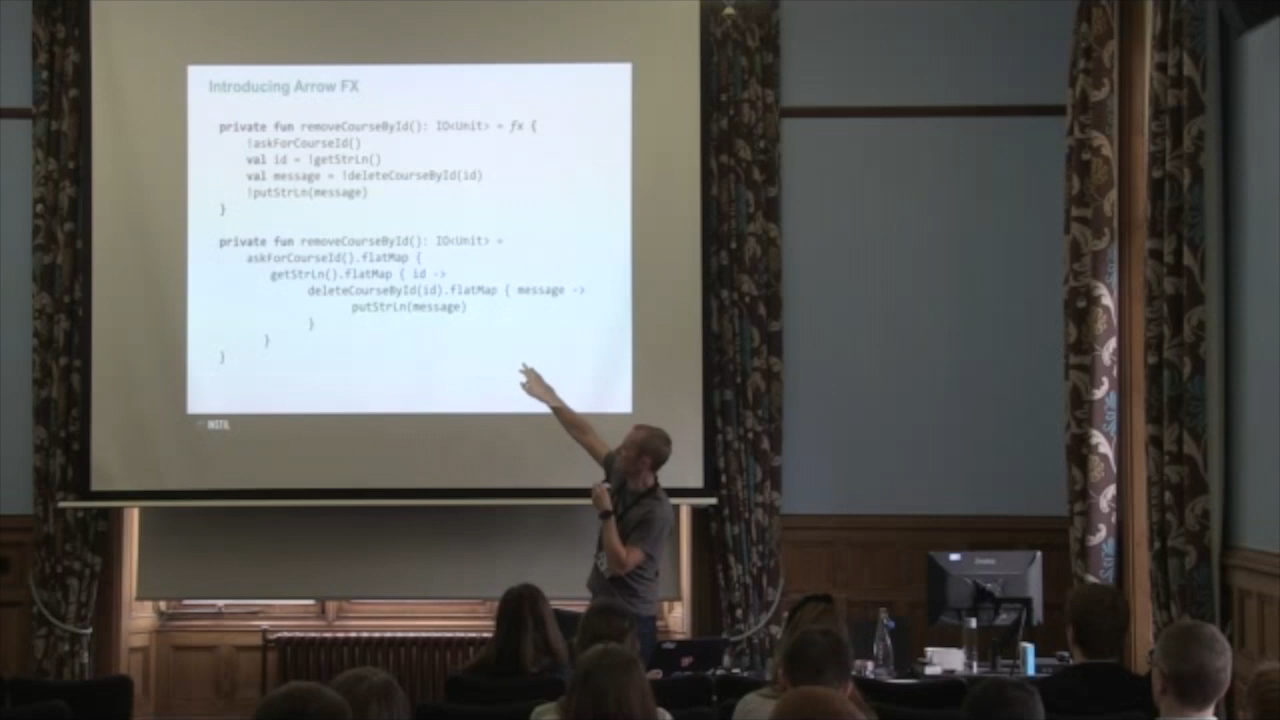 Introducing Arrow FX
private fun removeCourseById(): IO<Unit> = fx {
!askForCourseId()
val id = !getStrLn()
val message = !deleteCourseById(id)
!putStrLn(message)
}
private fun removeCourseById(): IO<Unit> =
askForCourseId().flatMap {
getStrLn().flatMap { id ->
deleteCourseById(id).flatMap { message ->
putStrLn(message)
}
}
}
INSTIL